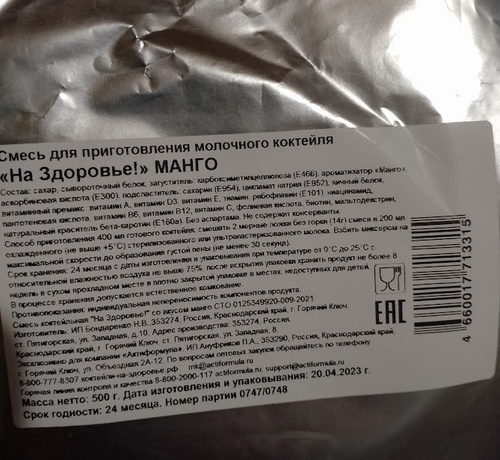 Смесь для приготовления молочного коктейля
«На Здоровье!» МАНГО
Состав: сахар, сывороточный белок, загуститель: карбоксиметилцеллюлоза (Е466), ароматизатор «Манго»
аскорбиновая кислота (Е300), подсластитель: сахарин (Е954), цикламат натрия (Е952), яичный белок,
витаминный премикс: витамин А, витамин D3, витамин Е, тиамин, рибофлавин (Е101), ниацинамид,
пантотеновая кислота, витамин В6, витамин В12, витамин С, фолиевая кислота, биотин, мальтодекстрин,
натуральный краситель бета-каротин (Е160а). Без аспартама. Не содержит консерванты.
Способ приготовления 400 мл готового коктейля: смешать 2 мерные ложки без горки (14г) смеси в 200 мл
охлажденного (не выше +5°С) стерилизованного или ультрапастеризованного молока. Взбить миксером на
максимальной скорости до образования густой пены (не менее 30 секунд).
Срок хранения: 24 месяца с даты изготовления и упаковывания при температуре от 0°С до 25°С г.
относительной влажности воздуха не выше 75%, после вскрытия упаковки хранить продукт не более 8
недель в сухом прохладном месте в плотно закрытой упаковке в местах, недоступных для детей.
В процессе хранения допускается естественное комкование.
Противопоказания: индивидуальная непереносимость компонентов продукта.
Смесь коктейльная "На Здоровье!" со вкусом манго СТО 0125349920-009-2021
Изготовитель: ИП Бондаренко Н.В, 353274, Россия, Краснодарский край, г. Горячий Ключ,
ст. Пятигорская, ул. Западная, д. 10. Адрес производства: 353274, Россия,
Краснодарский край, г. Горячий Ключ, ст. Пятигорская, ул. Западная, 8.
Эксклюзивно для компании «Актиформула» ИП Ануфриков П.А., 353290, Россия, Краснодарский край,
г. Горячий Ключ, ул. Объездная 2А-12. По вопросам оптовых закупок обращайтесь по телефону
8-800-777-8307 коктейли-на-здоровье.рф mk@actiformula.ru
Горячая линия контроля и качества 8-800-2000-117 actiformula.ru, support@actiformula.ru
Масса нетто: 500 г. Дата изготовления и упаковывания: 20.04.2023 г.
Срок годности: 24 месяца. Номер партии 0747/0748
EAC
4 660017 713315